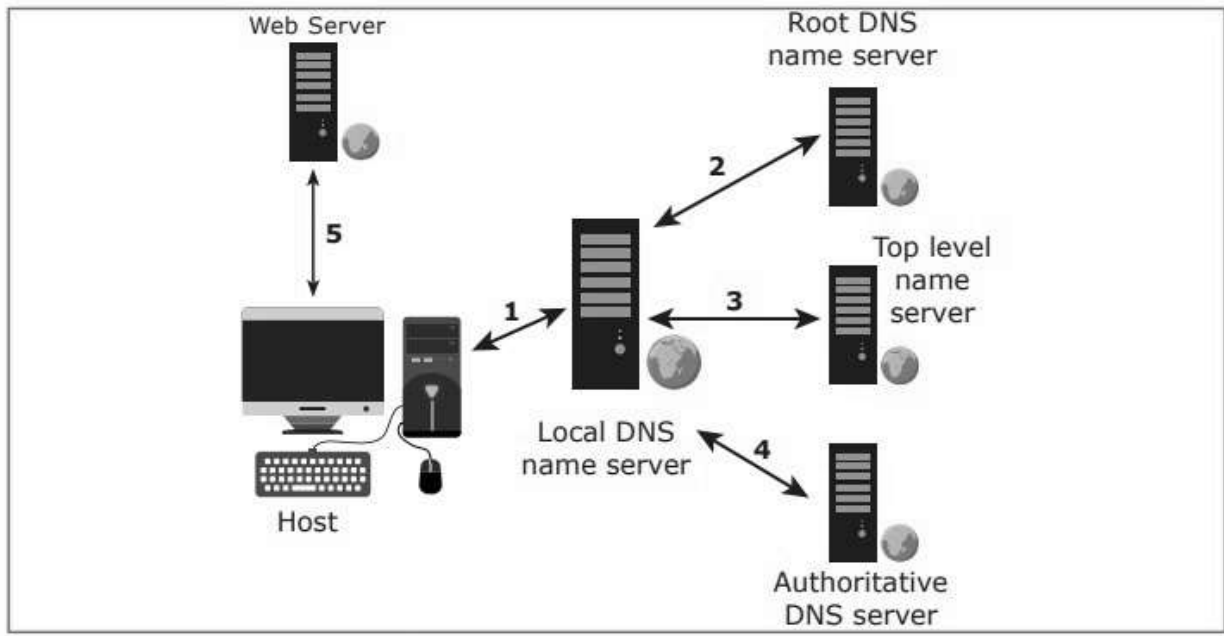 Web Server
Root DNS
name server
2
5
Top level
name
server
1
3
Local DNS
name server
4
Host
Authoritative
DNS server